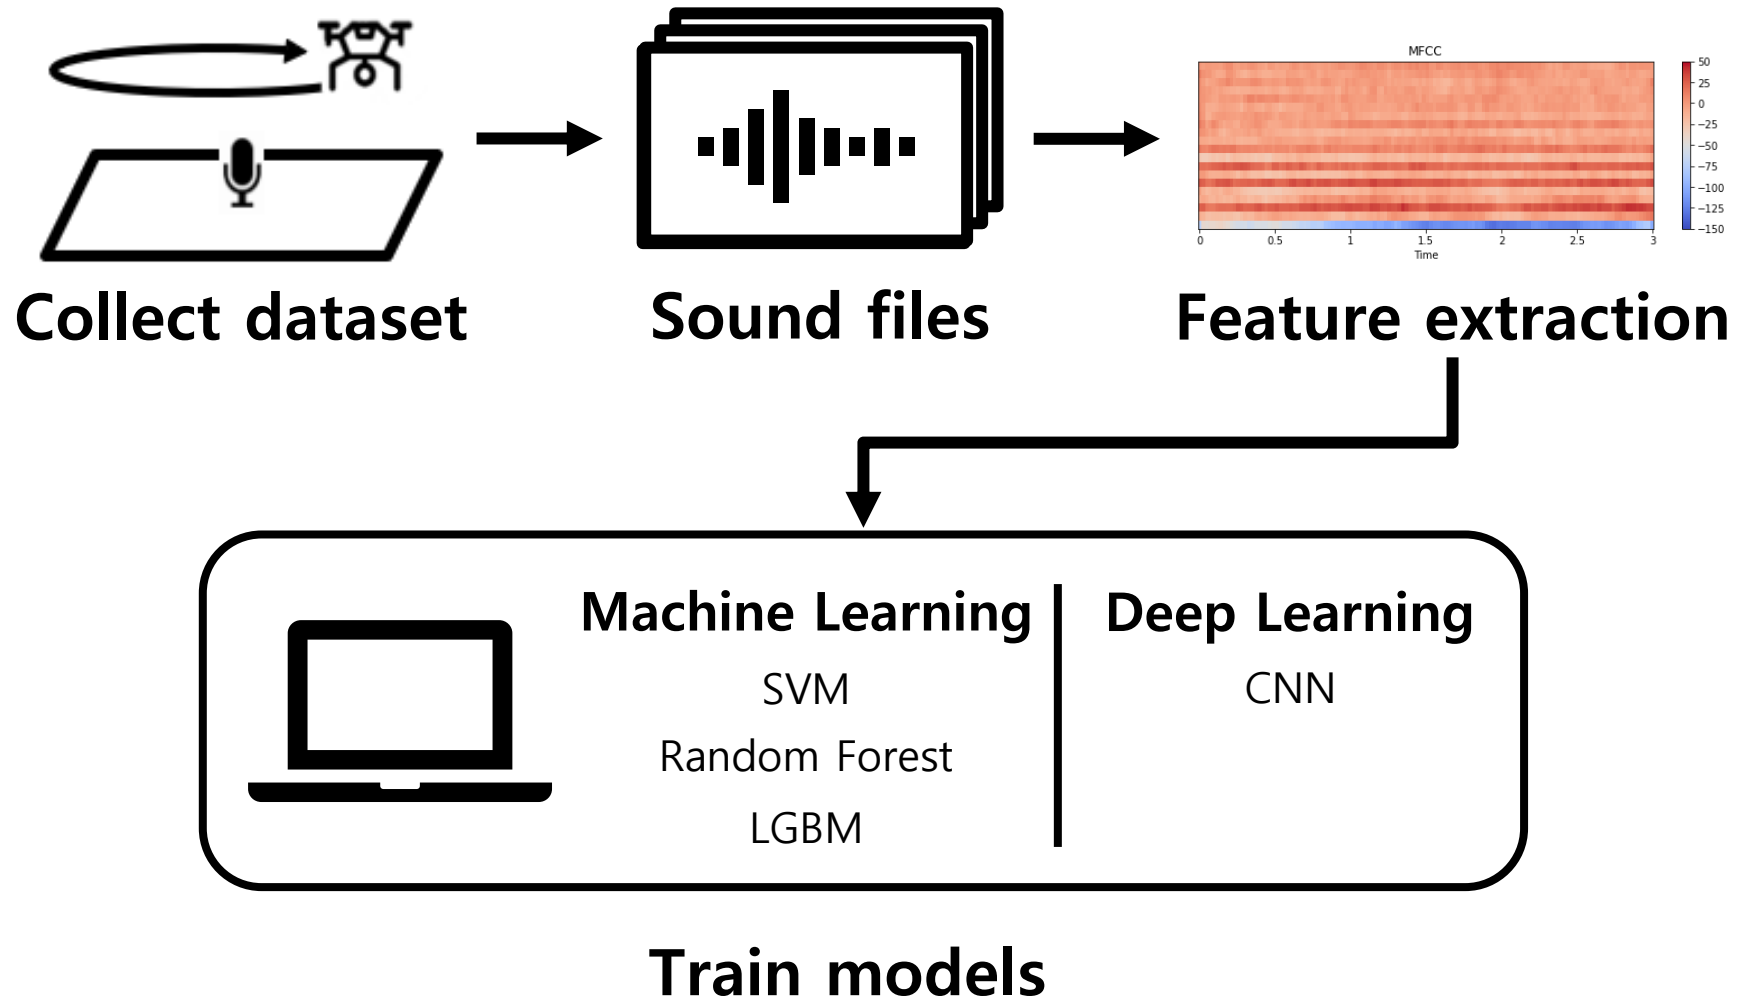 Collect dataset
Sound files
MFCC
50
25
0
−25
−50
−75
−100
−125
−150
0
0.5
1
1.5
2
2.5
3
Time
Feature extraction
Machine Learning
SVM
Random Forest
LGBM
Deep Learning
CNN
Train models